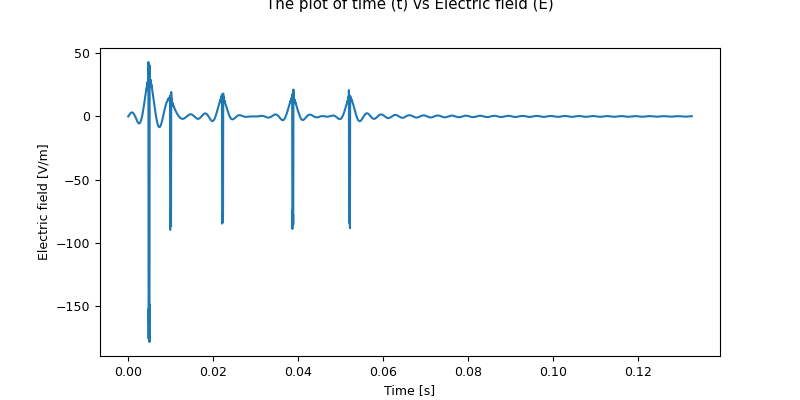 The plot of time (t) vs Electric field (E)
50
0
−50
−100
−150
Electric field [V/m]
0.00 0.02 0.04 0.06 0.08 0.10 0.12
Time [s]